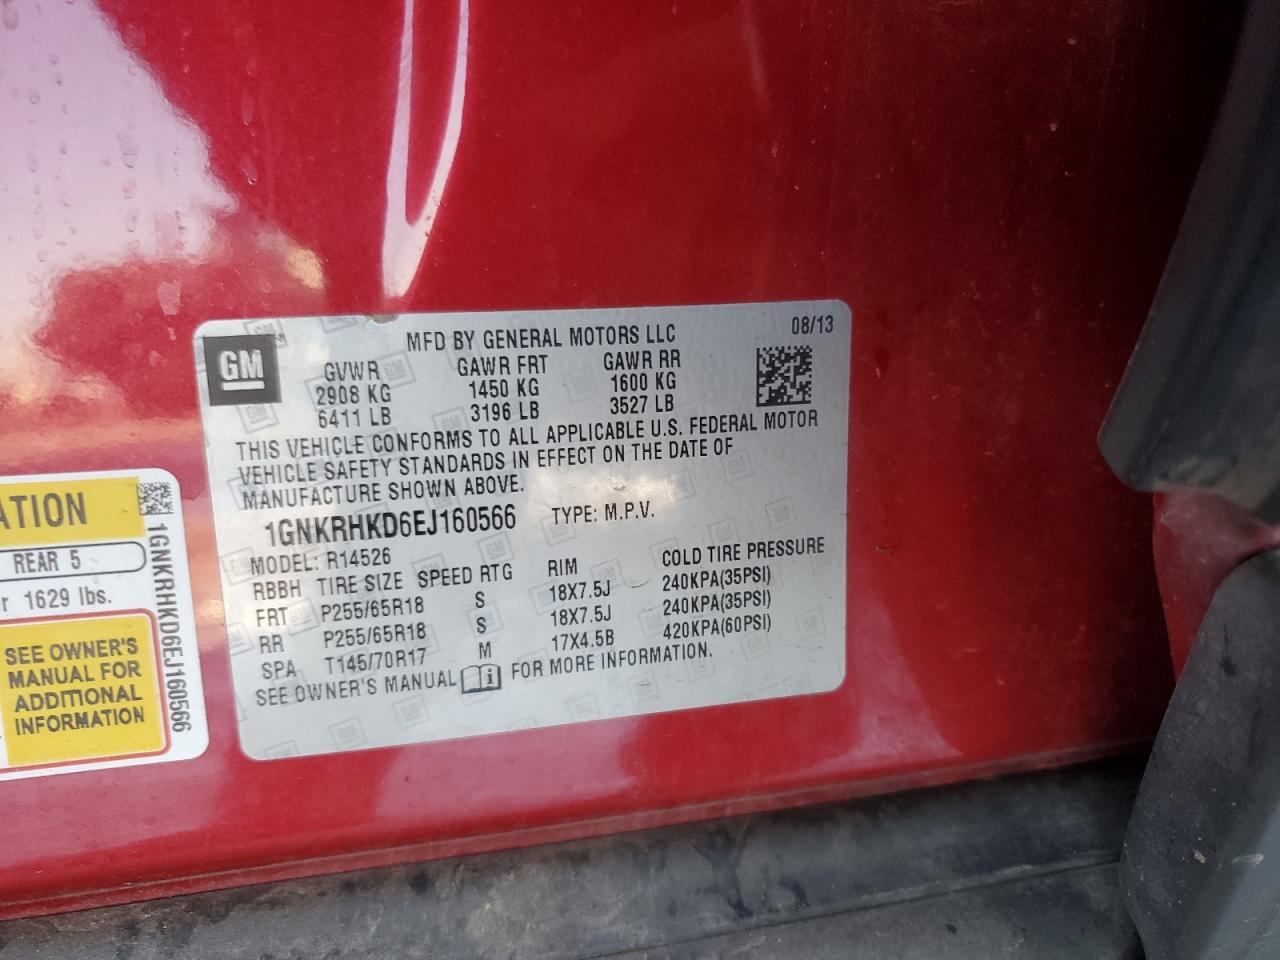 GM
MFD BY GENERAL MOTORS LLC 08/13
GVWR GAWR FRT GAWR RR
2908 KG 1450 KG 1600 KG
6411 LB 3196 LB 3527 LB
THIS VEHICLE CONFORMS TO ALL APPLICABLE U.S. FEDERAL MOTOR
VEHICLE SAFETY STANDARDS IN EFFECT ON THE DATE OF
MANUFACTURE SHOWN ABOVE.
1GNKRHKD6EJ160566 TYPE: M.P.V.
MODEL: R14526
RBBH TIRE SIZE SPEED RTG RIM COLD TIRE PRESSURE
FRT P255/65R18 S 18X7.5J 240KPA(35PSI)
RR P255/65R18 S 18X7.5J 240KPA(35PSI)
SPA T145/70R17 M 17X4.5B 420KPA(60PSI)
SEE OWNER'S MANUAL FOR MORE INFORMATION.
ATION
REAR 5
r 1629 lbs.
SEE OWNER'S
MANUAL FOR
ADDITIONAL
INFORMATION
1GNKRHKD6EJ160566